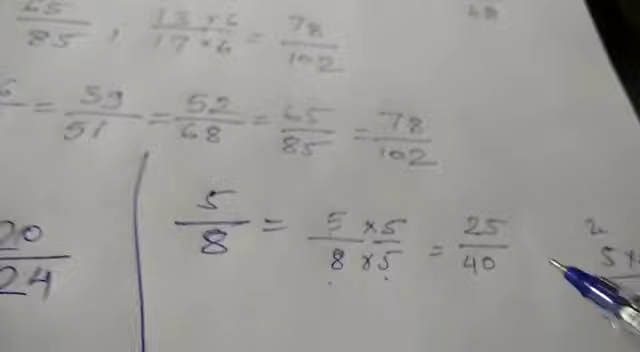 65/85, 13×6/17×6 = 78/102
= 59/51 = 52/68 = 65/85 = 78/102
5/8 = 5×5/8×5 = 25/40
20/24